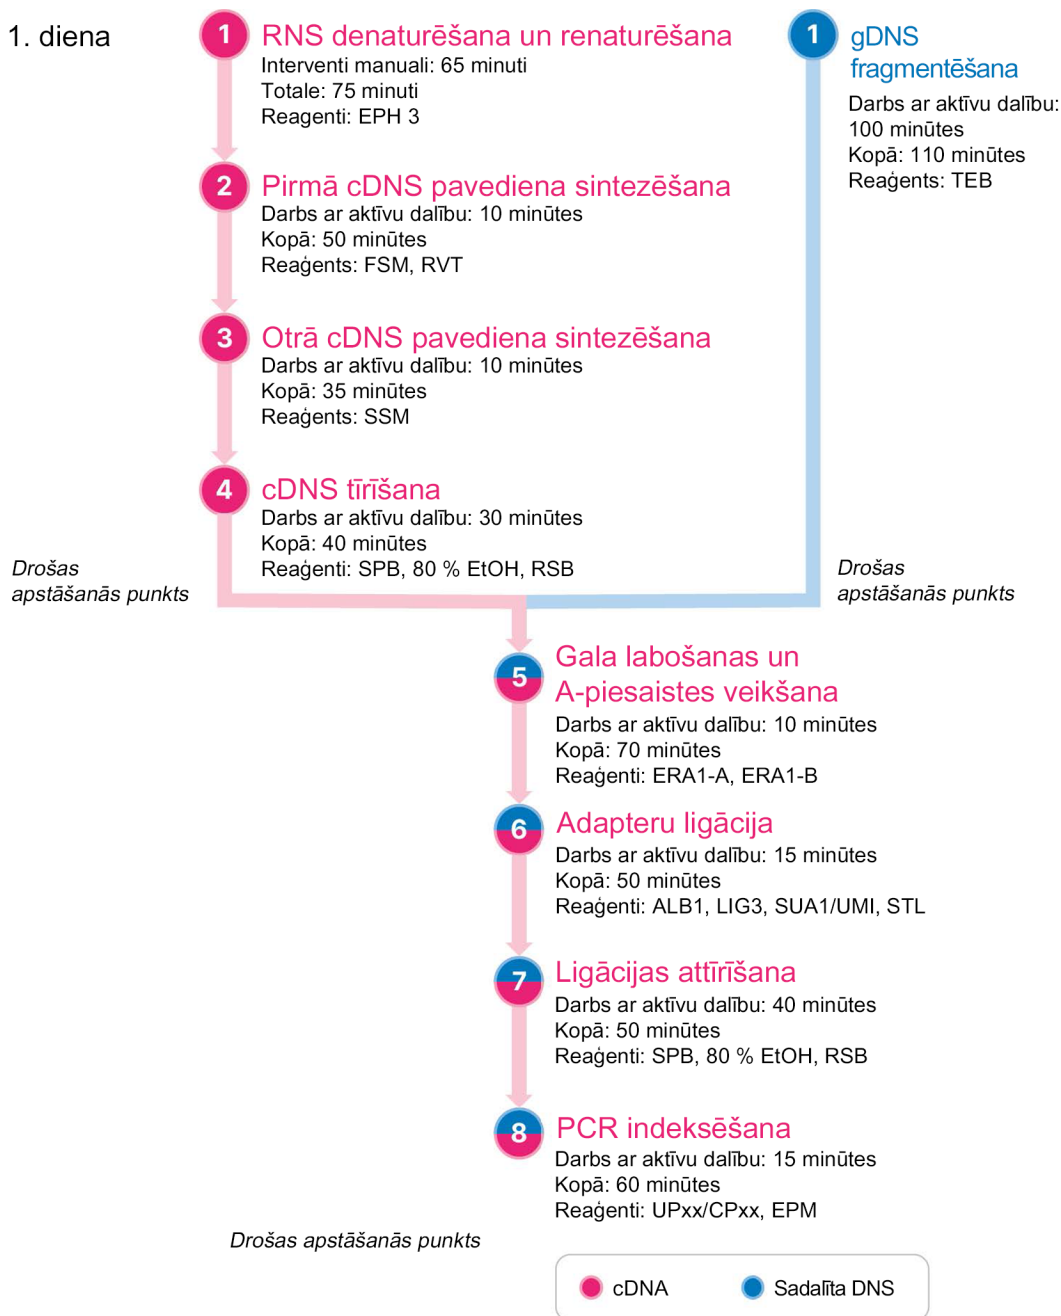 1. diena
1
RNS denaturēšana un renaturēšana
Interventi manuali: 65 minuti
Totale: 75 minuti
Reagenti: EPH 3
1
gDNS
fragmentēšana
Darbs ar aktīvu dalību:
100 minūtes
Kopā: 110 minūtes
Reaģents: TEB
2
Pirmā cDNS pavediena sintezēšana
Darbs ar aktīvu dalību: 10 minūtes
Kopā: 50 minūtes
Reaģents: FSM, RVT
3
Otrā cDNS pavediena sintezēšana
Darbs ar aktīvu dalību: 10 minūtes
Kopā: 35 minūtes
Reaģents: SSM
4
cDNS tīrīšana
Darbs ar aktīvu dalību: 30 minūtes
Kopā: 40 minūtes
Reaģenti: SPB, 80 % EtOH, RSB
Drošas
apstāšanās punkts
Drošas
apstāšanās punkts
5
Gala labošanas un
A-piesaistes veikšana
Darbs ar aktīvu dalību: 10 minūtes
Kopā: 70 minūtes
Reaģenti: ERA1-A, ERA1-B
6
Adapteru ligācija
Darbs ar aktīvu dalību: 15 minūtes
Kopā: 50 minūtes
Reaģenti: ALB1, LIG3, SUA1/UMI, STL
7
Ligācijas attīrīšana
Darbs ar aktīvu dalību: 40 minūtes
Kopā: 50 minūtes
Reaģenti: SPB, 80 % EtOH, RSB
8
PCR indeksēšana
Darbs ar aktīvu dalību: 15 minūtes
Kopā: 60 minūtes
Reaģenti: UPxx/CPxx, EPM
Drošas apstāšanās punkts
cDNA
Sadalīta DNS